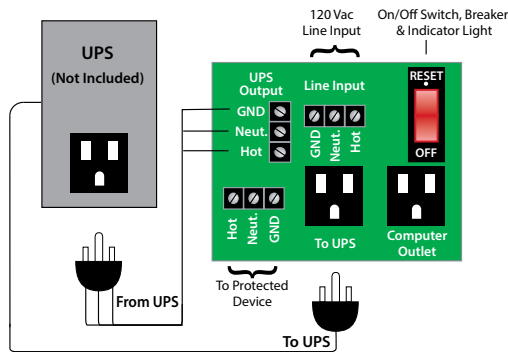 120 Vac
Line Input
On/Off Switch, Breaker
& Indicator Light
UPS
(Not Included)
UPS
Output
GND
Neut.
Hot
Line Input
GND
Neut.
Hot
RESET
OFF
Hot
Neut.
GND
To UPS
Computer
Outlet
To Protected
Device
From UPS
To UPS